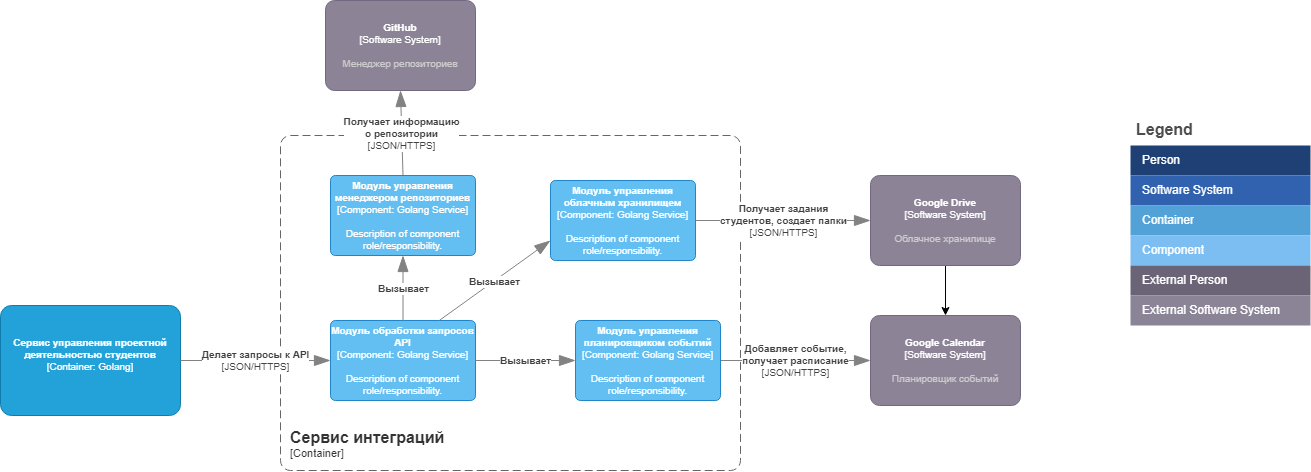 GitHub
[Software System]
Менеджер репозиториев
Получает информацию
о репозитории
[JSON/HTTPS]
Модуль управления
менеджером репозиториев
[Component: Golang Service]
Description of component
role/responsibility.
Модуль управления
облачным хранилищем
[Component: Golang Service]
Description of component
role/responsibility.
Получает задания
студентов, создает папки
[JSON/HTTPS]
Google Drive
[Software System]
Облачное хранилище
Вызывает
Вызывает
Сервис управления проектной
деятельностью студентов
[Container: Golang]
Делает запросы к API
[JSON/HTTPS]
Модуль обработки запросов
API
[Component: Golang Service]
Description of component
role/responsibility.
Вызывает
Модуль управления
планировщиком событий
[Component: Golang Service]
Description of component
role/responsibility.
Добавляет событие,
получает расписание
[JSON/HTTPS]
Google Calendar
[Software System]
Планировщик событий
Сервис интеграций
[Container]
Legend
Person
Software System
Container
Component
External Person
External Software System